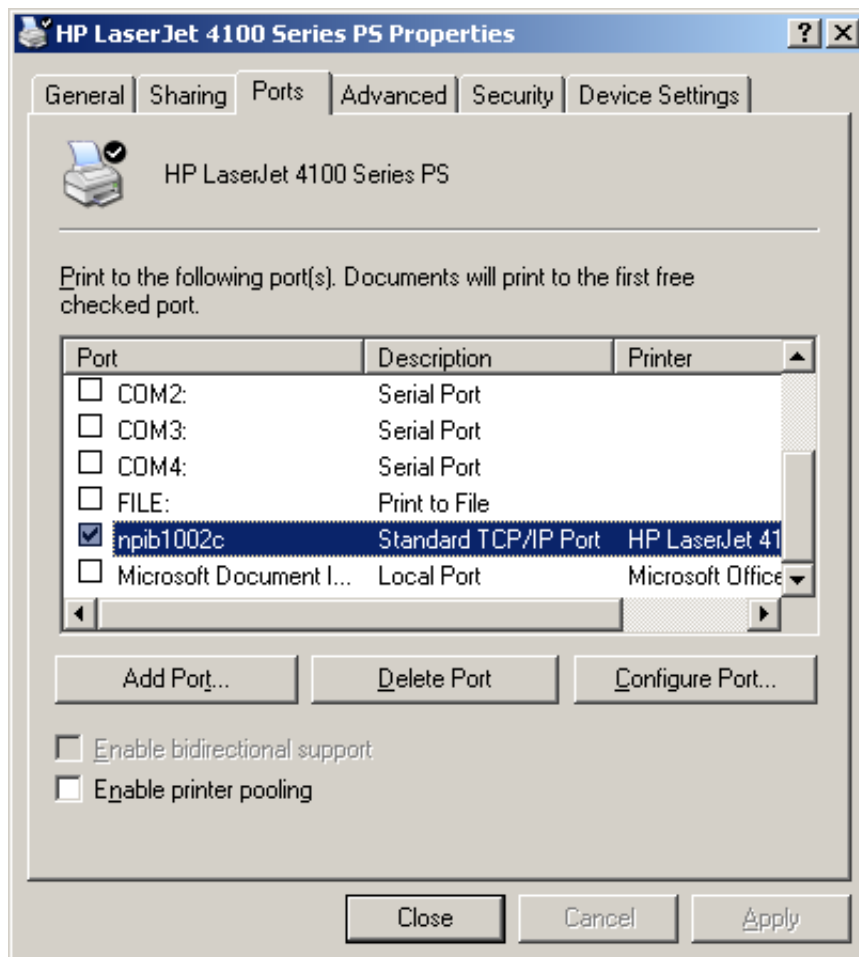 HP LaserJet 4100 Series PS Properties
General Sharing Ports Advanced Security Device Settings
HP LaserJet 4100 Series PS
Print to the following port(s). Documents will print to the first free
checked port.
Port Description Printer
COM2: Serial Port
COM3: Serial Port
COM4: Serial Port
FILE: Print to File
npib1002c Standard TCP/IP Port HP LaserJet 41
Microsoft Document I... Local Port Microsoft Office
Add Port... Delete Port Configure Port...
Enable bidirectional support
Enable printer pooling
Close Cancel Apply